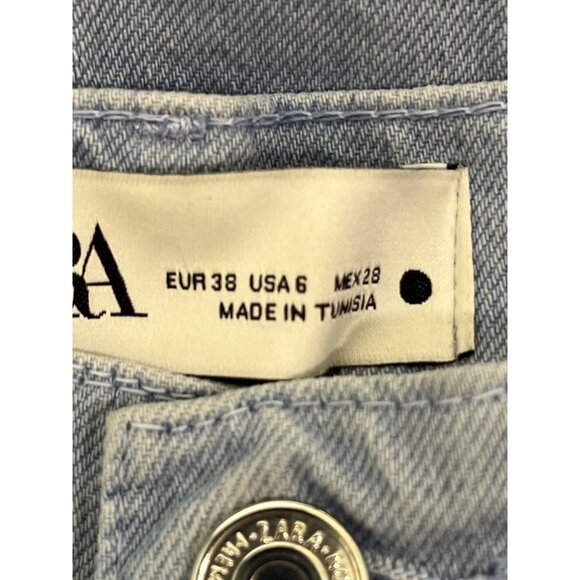 RA
EUR 38 USA 6 MEX 28
MADE IN TUNISIA
ZARA